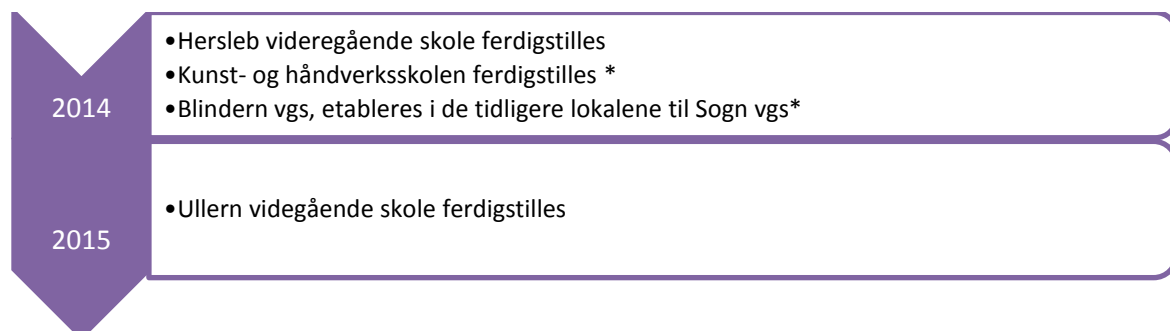 2014
•Hersleb videregående skole ferdigstilles
•Kunst- og håndverksskolen ferdigstilles *
•Blindern vgs, etableres i de tidligere lokalene til Sogn vgs*
2015
•Ullern videgående skole ferdigstilles